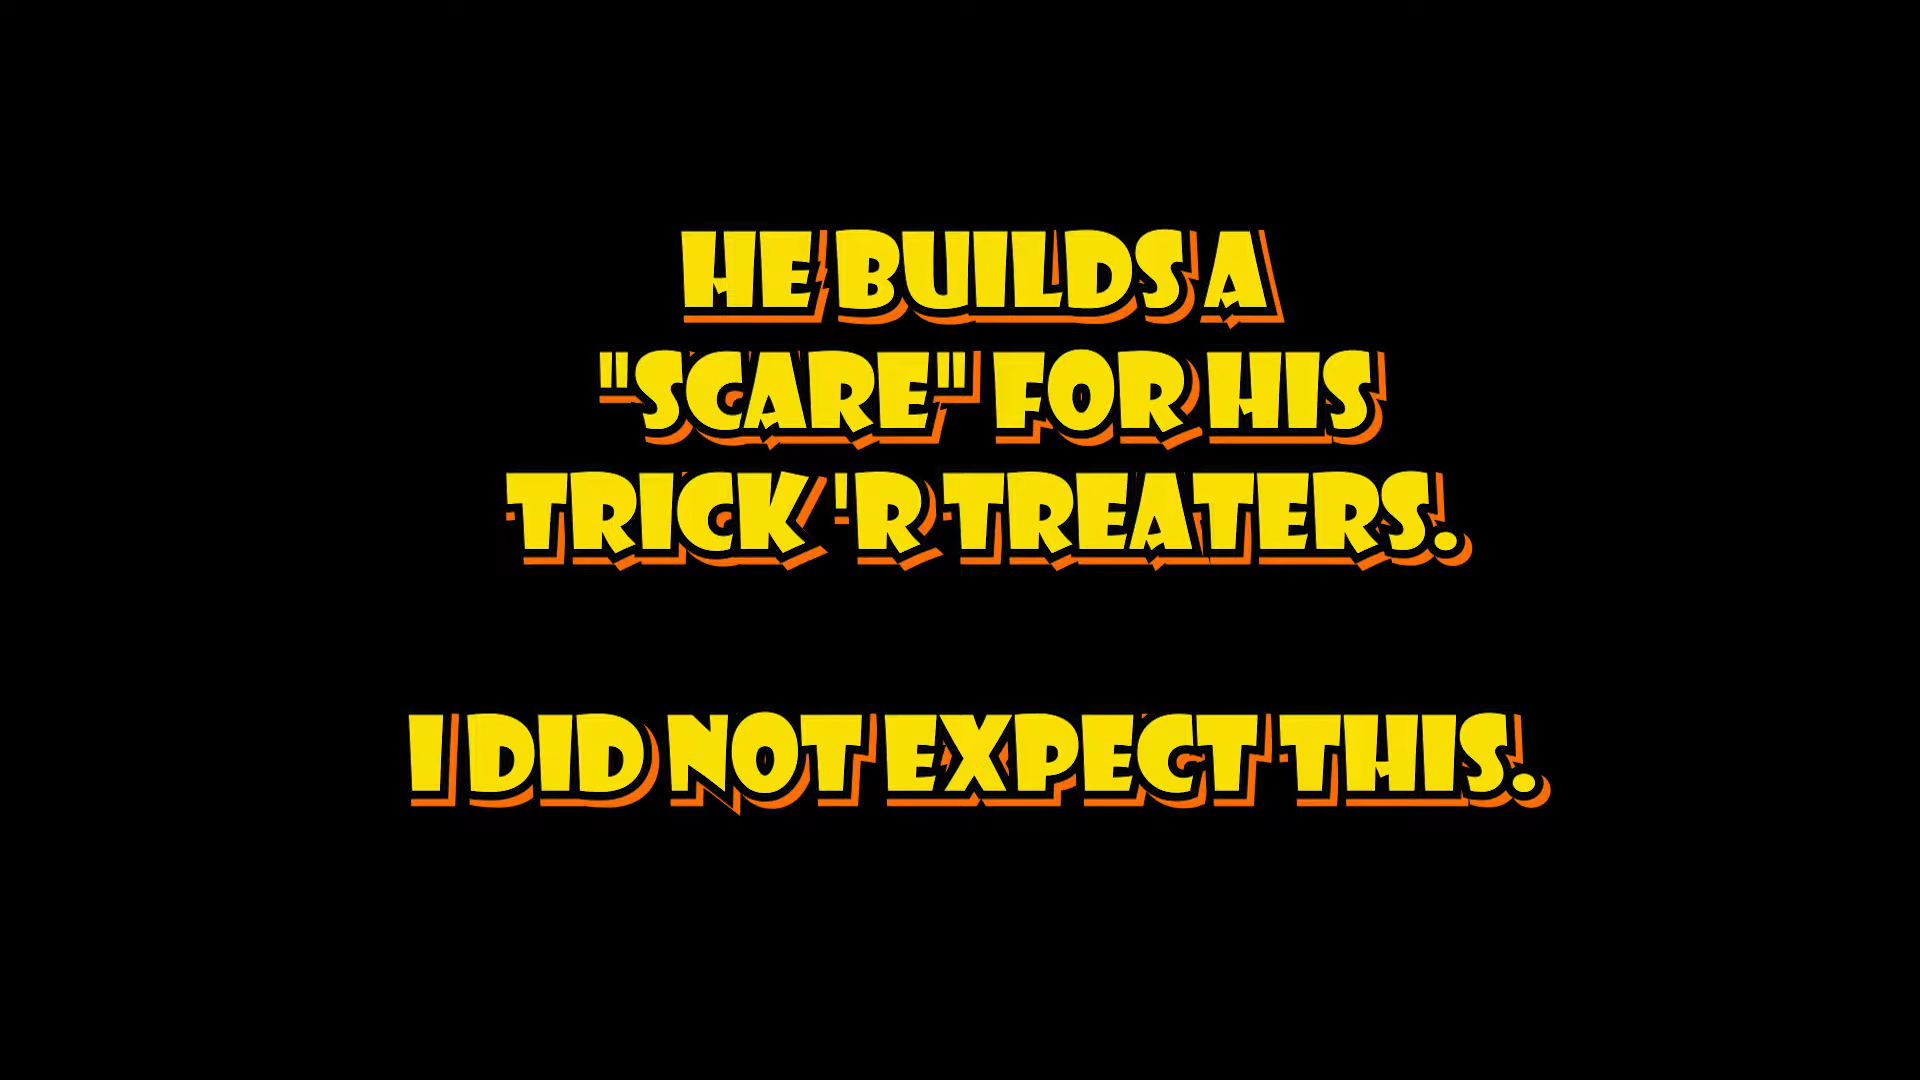 HE BUILDS A
"SCARE" FOR HIS
TRICK 'R TREATERS.
I DID NOT EXPECT THIS.